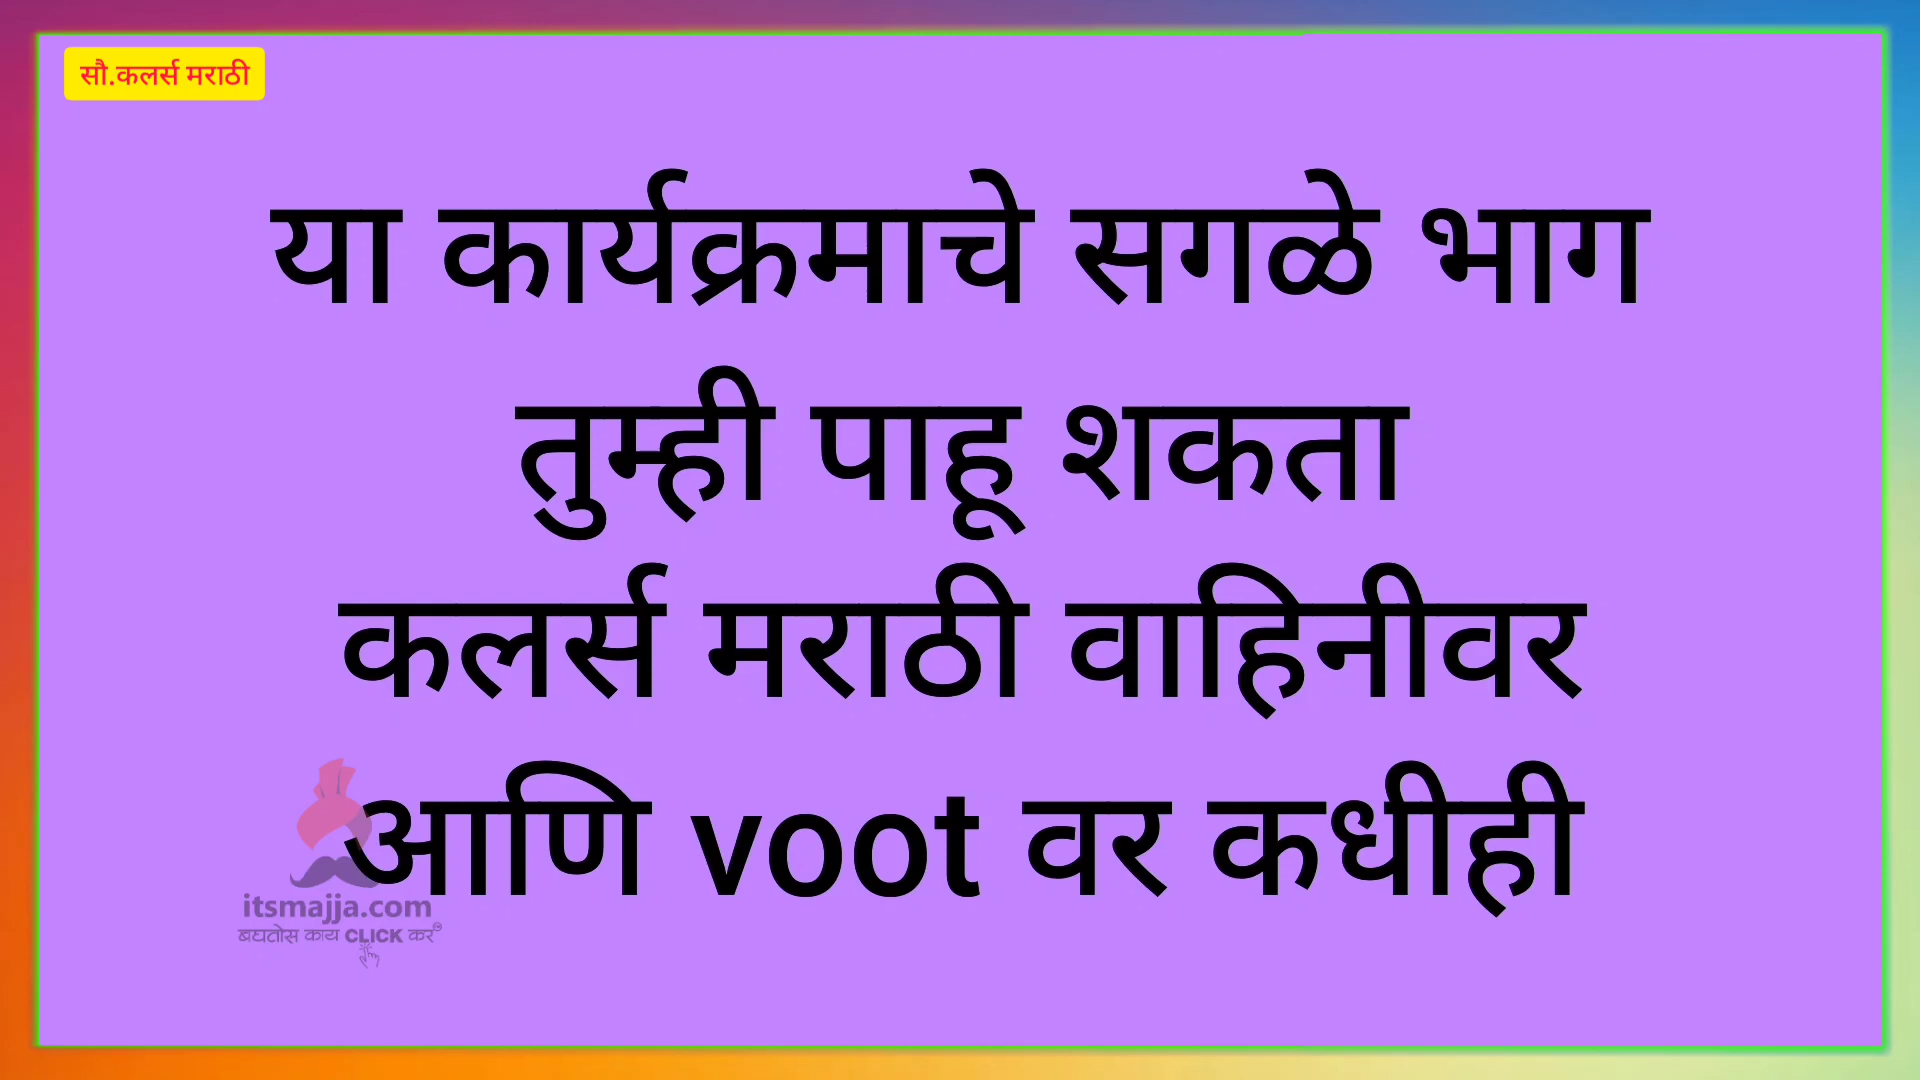 सौ.कलर्स मराठी
या कार्यक्रमाचे सगळे भाग
तुम्ही पाहू शकता
कलर्स मराठी वाहिनीवर
आणि voot वर कधीही
itsmajja.com
बघतोस काय CLICK कर